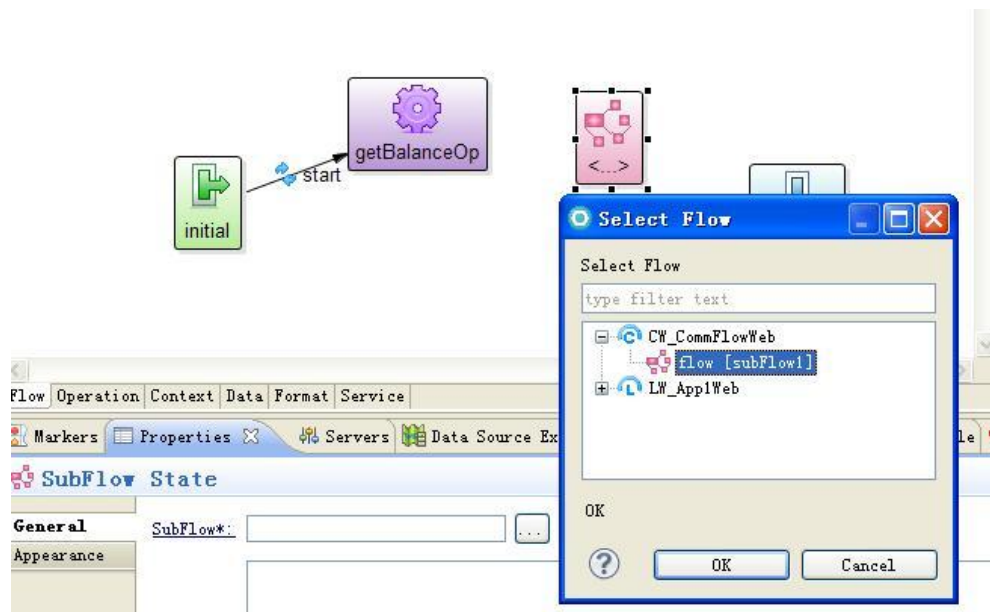 getBalanceOp
start
initial
<...>
Select Flow
Select Flow
type filter text
CW_CommFlowWeb
flow [subFlow1]
LW_App1Web
OK
OK
Cancel
Flow Operation Context Data Format Service
Markers Properties Servers Data Source Ex
SubFlow State
General
SubFlow*:
...
Appearance